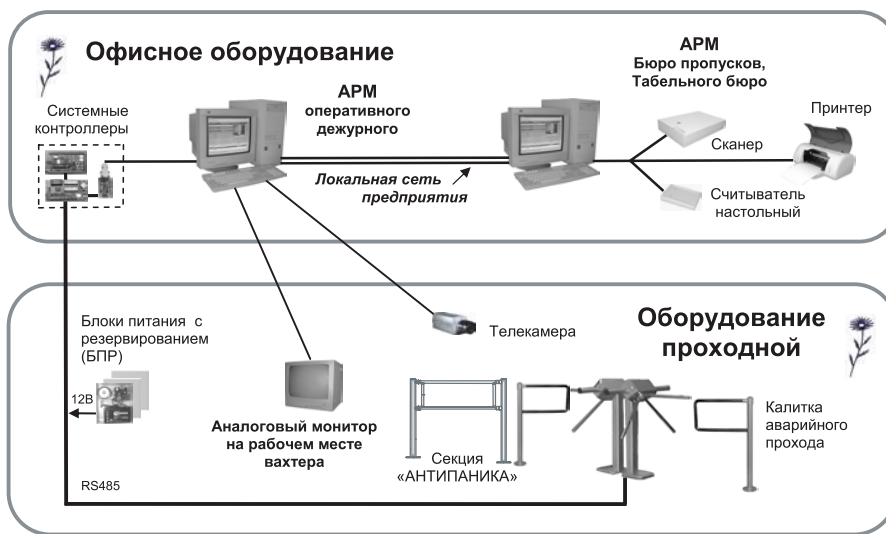 Офисное оборудование
Системные
контроллеры
АРМ
оперативного
дежурного
АРМ
Бюро пропусков,
Табельного бюро
Принтер
Сканер
Локальная сеть
предприятия
Считыватель
настольный
Блоки питания с
резервированием
(БПР)
12В
RS485
Аналоговый монитор
на рабочем месте
вахтера
Телекамера
Оборудование
проходной
Секция
«АНТИПАНИКА»
Калитка
аварийного
прохода